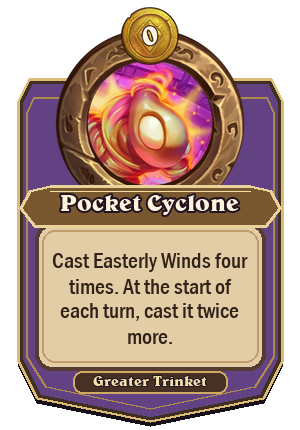 0
Pocket Cyclone
Cast Easterly Winds four
times. At the start of
each turn, cast it twice
more.
Greater Trinket